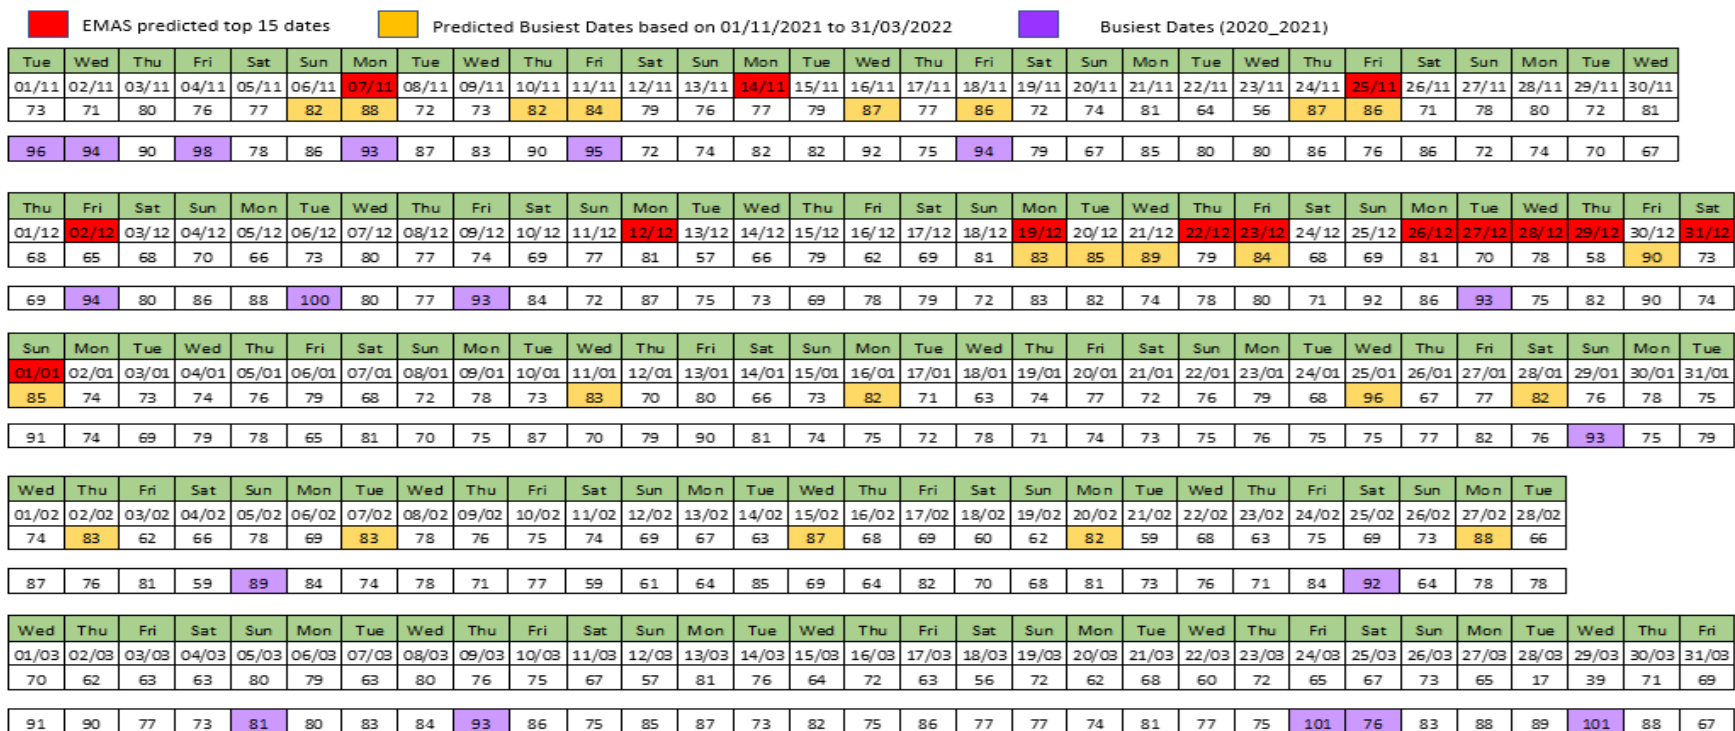 EMAS predicted top 15 dates Predicted Busiest Dates based on 01/11/2021 to 31/03/2022 Busiest Dates (2020_2021)
Tue Wed Thu Fri Sat Sun Mon Tue Wed Thu Fri Sat Sun Mon Tue Wed Thu Fri Sat Sun Mon Tue Wed Thu Fri Sat Sun Mon Tue Wed
01/11 02/11 03/11 04/11 05/11 06/11 07/11 08/11 09/11 10/11 11/11 12/11 13/11 14/11 15/11 16/11 17/11 18/11 19/11 20/11 21/11 22/11 23/11 24/11 25/11 26/11 27/11 28/11 29/11 30/11
73 71 80 76 77 82 88 72 73 82 84 79 76 77 79 87 77 86 72 74 81 64 56 87 86 71 78 80 72 81
96 94 90 98 78 86 93 87 83 90 95 72 74 82 82 92 75 94 79 67 85 80 80 86 76 86 72 74 70 67
Thu Fri Sat Sun Mon Tue Wed Thu Fri Sat Sun Mon Tue Wed Thu Fri Sat Sun Mon Tue Wed Thu Fri Sat Sun Mon Tue Wed Thu Fri Sat
01/12 02/12 03/12 04/12 05/12 06/12 07/12 08/12 09/12 10/12 11/12 12/12 13/12 14/12 15/12 16/12 17/12 18/12 19/12 20/12 21/12 22/12 23/12 24/12 25/12 26/12 27/12 28/12 29/12 30/12 31/12
68 65 68 70 66 73 80 77 74 69 77 81 57 66 79 62 69 81 83 85 89 79 84 68 69 81 70 78 58 90 73
69 94 80 86 88 100 80 77 93 84 72 87 75 73 69 78 79 72 83 82 74 78 80 71 92 86 93 75 82 90 74
Sun Mon Tue Wed Thu Fri Sat Sun Mon Tue Wed Thu Fri Sat Sun Mon Tue Wed Thu Fri Sat Sun Mon Tue Wed Thu Fri Sat Sun Mon Tue
01/01 02/01 03/01 04/01 05/01 06/01 07/01 08/01 09/01 10/01 11/01 12/01 13/01 14/01 15/01 16/01 17/01 18/01 19/01 20/01 21/01 22/01 23/01 24/01 25/01 26/01 27/01 28/01 29/01 30/01 31/01
85 74 73 74 76 79 68 72 78 73 83 70 80 66 73 82 71 63 74 77 72 76 79 68 96 67 77 82 76 78 75
91 74 69 79 78 65 81 70 75 87 70 79 90 81 74 75 72 78 71 74 73 75 76 75 75 77 82 76 93 75 79
Wed Thu Fri Sat Sun Mon Tue Wed Thu Fri Sat Sun Mon Tue Wed Thu Fri Sat Sun Mon Tue Wed Thu Fri Sat Sun Mon Tue
01/02 02/02 03/02 04/02 05/02 06/02 07/02 08/02 09/02 10/02 11/02 12/02 13/02 14/02 15/02 16/02 17/02 18/02 19/02 20/02 21/02 22/02 23/02 24/02 25/02 26/02 27/02 28/02
74 83 62 66 78 69 83 78 76 75 74 69 67 63 87 68 69 60 62 82 59 68 63 75 69 73 88 66
87 76 81 59 89 84 74 78 71 77 59 61 64 85 69 64 82 70 68 81 73 76 71 84 92 64 78 78
Wed Thu Fri Sat Sun Mon Tue Wed Thu Fri Sat Sun Mon Tue Wed Thu Fri Sat Sun Mon Tue Wed Thu Fri Sat Sun Mon Tue Wed Thu Fri
01/03 02/03 03/03 04/03 05/03 06/03 07/03 08/03 09/03 10/03 11/03 12/03 13/03 14/03 15/03 16/03 17/03 18/03 19/03 20/03 21/03 22/03 23/03 24/03 25/03 26/03 27/03 28/03 29/03 30/03 31/03
70 62 63 63 80 79 63 80 76 75 67 57 81 76 64 72 63 56 72 62 68 60 72 65 67 73 65 17 39 71 69
91 90 77 73 81 80 83 84 93 86 75 85 87 73 82 75 86 77 77 74 81 77 75 101 76 83 88 89 101 88 67